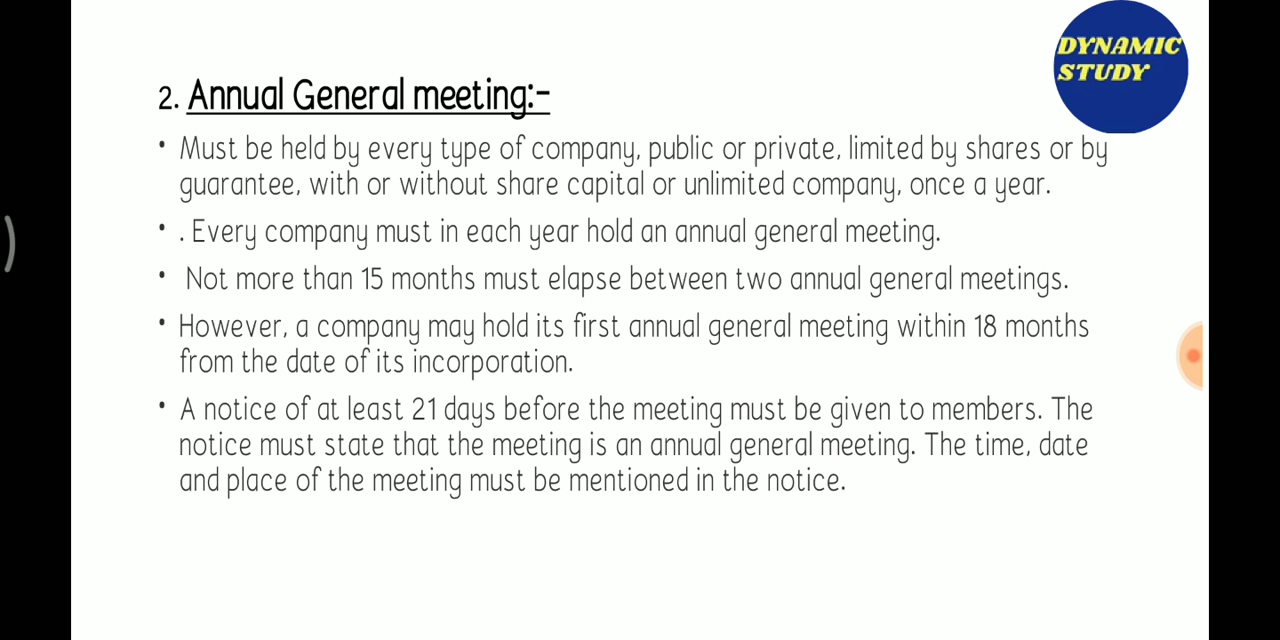 DYNAMIC
STUDY
2. Annual General meeting:-
• Must be held by every type of company, public or private, limited by shares or by
guarantee, with or without share capital or unlimited company, once a year.
• . Every company must in each year hold an annual general meeting.
• Not more than 15 months must elapse between two annual general meetings.
• However, a company may hold its first annual general meeting within 18 months
from the date of its incorporation.
• A notice of at least 21 days before the meeting must be given to members. The
notice must state that the meeting is an annual general meeting. The time, date
and place of the meeting must be mentioned in the notice.